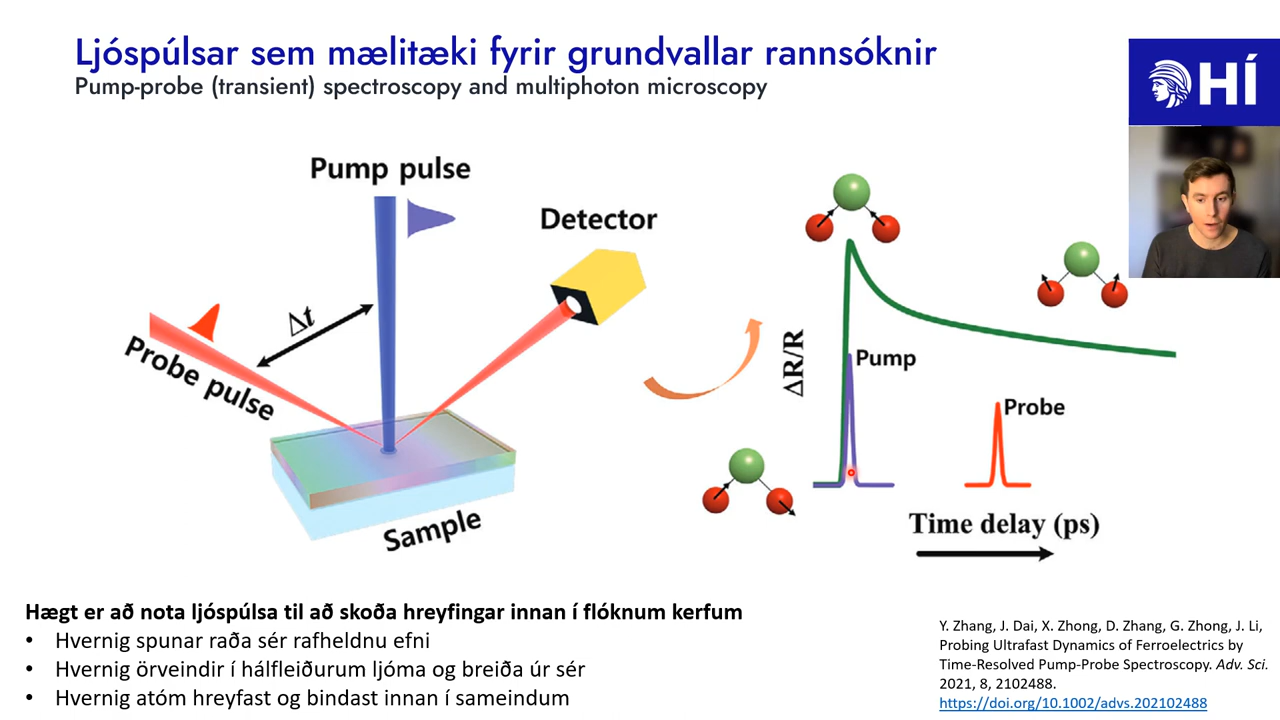 Ljóspúlsar sem mælitæki fyrir grundvallar rannsóknir
Pump-probe (transient) spectroscopy and multiphoton microscopy
HÍ
Pump pulse
Detector
Δt
Probe pulse
Sample
ΔR/R
Pump
Probe
Time delay (ps)
Hægt er að nota ljóspúlsa til að skoða hreyfingar innan í flóknum kerfum
• Hvernig spunar raða sér rafheldnu efni
• Hvernig örveindir í hálfleiðurum ljóma og breiða úr sér
• Hvernig atóm hreyfast og bindast innan í sameindum
Y. Zhang, J. Dai, X. Zhong, D. Zhang, G. Zhong, J. Li,
Probing Ultrafast Dynamics of Ferroelectrics by
Time-Resolved Pump-Probe Spectroscopy. Adv. Sci.
2021, 8, 2102488.
https://doi.org/10.1002/advs.202102488